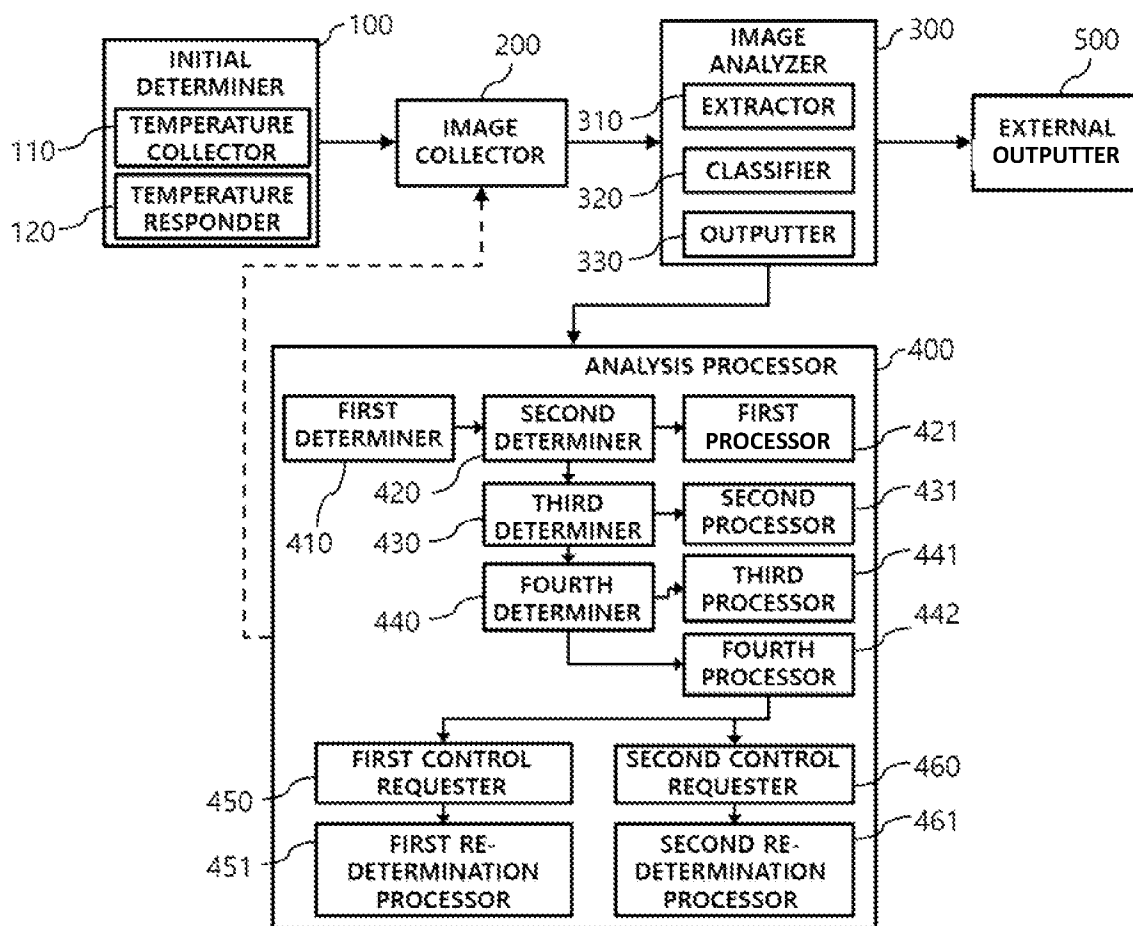 INITIAL
DETERMINER
100
110
TEMPERATURE
COLLECTOR
120
TEMPERATURE
RESPONDER
200
IMAGE
COLLECTOR
IMAGE
ANALYZER
300
310
EXTRACTOR
320
CLASSIFIER
330
OUTPUTTER
500
EXTERNAL
OUTPUTTER
ANALYSIS PROCESSOR
400
FIRST
DETERMINER
410
SECOND
DETERMINER
420
FIRST
PROCESSOR
421
THIRD
DETERMINER
430
SECOND
PROCESSOR
431
FOURTH
DETERMINER
440
THIRD
PROCESSOR
441
FOURTH
PROCESSOR
442
FIRST CONTROL
REQUESTER
450
SECOND CONTROL
REQUESTER
460
FIRST RE-
DETERMINATION
PROCESSOR
451
SECOND RE-
DETERMINATION
PROCESSOR
461